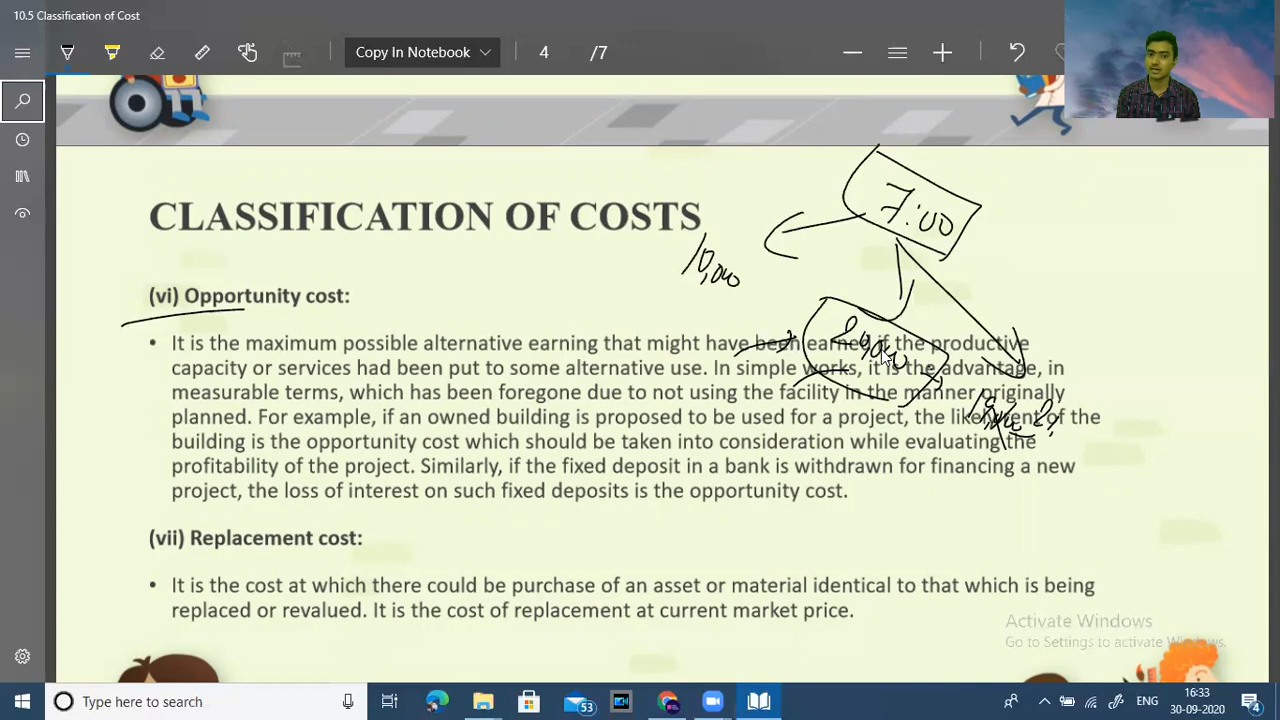 10.5 Classification of Cost
Copy In Notebook
4
/7
CLASSIFICATION OF COSTS
7:00
10,000
(vi) Opportunity cost:
• It is the maximum possible alternative earning that might have been earned if the productive
capacity or services had been put to some alternative use. In simple works, it is the advantage, in
measurable terms, which has been foregone due to not using the facility in the manner originally
planned. For example, if an owned building is proposed to be used for a project, the likely rent of the
building is the opportunity cost which should be taken into consideration while evaluating the
profitability of the project. Similarly, if the fixed deposit in a bank is withdrawn for financing a new
project, the loss of interest on such fixed deposits is the opportunity cost.
(vii) Replacement cost:
• It is the cost at which there could be purchase of an asset or material identical to that which is being
replaced or revalued. It is the cost of replacement at current market price.
Activate Windows
Go to Settings to activate Windows.
Type here to search
53
ENG
16:33
30-09-2020
4